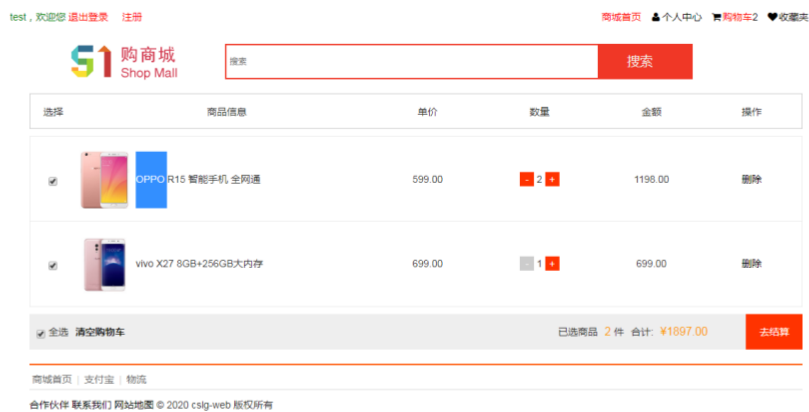 test，欢迎您 退出登录 注册 商城首页 个人中心 购物车2 收藏夹
51 购商城
Shop Mall
搜索 搜索
选择 商品信息 单价 数量 金额 操作
OPPO R15 智能手机 全网通 599.00 - 2 + 1198.00 删除
vivo X27 8GB+256GB大内存 699.00 - 1 + 699.00 删除
全选 清空购物车 已选商品 2 件 合计: ¥1897.00 去结算
商城首页 | 支付宝 | 物流
合作伙伴 联系我们 网站地图 © 2020 cslg-web 版权所有